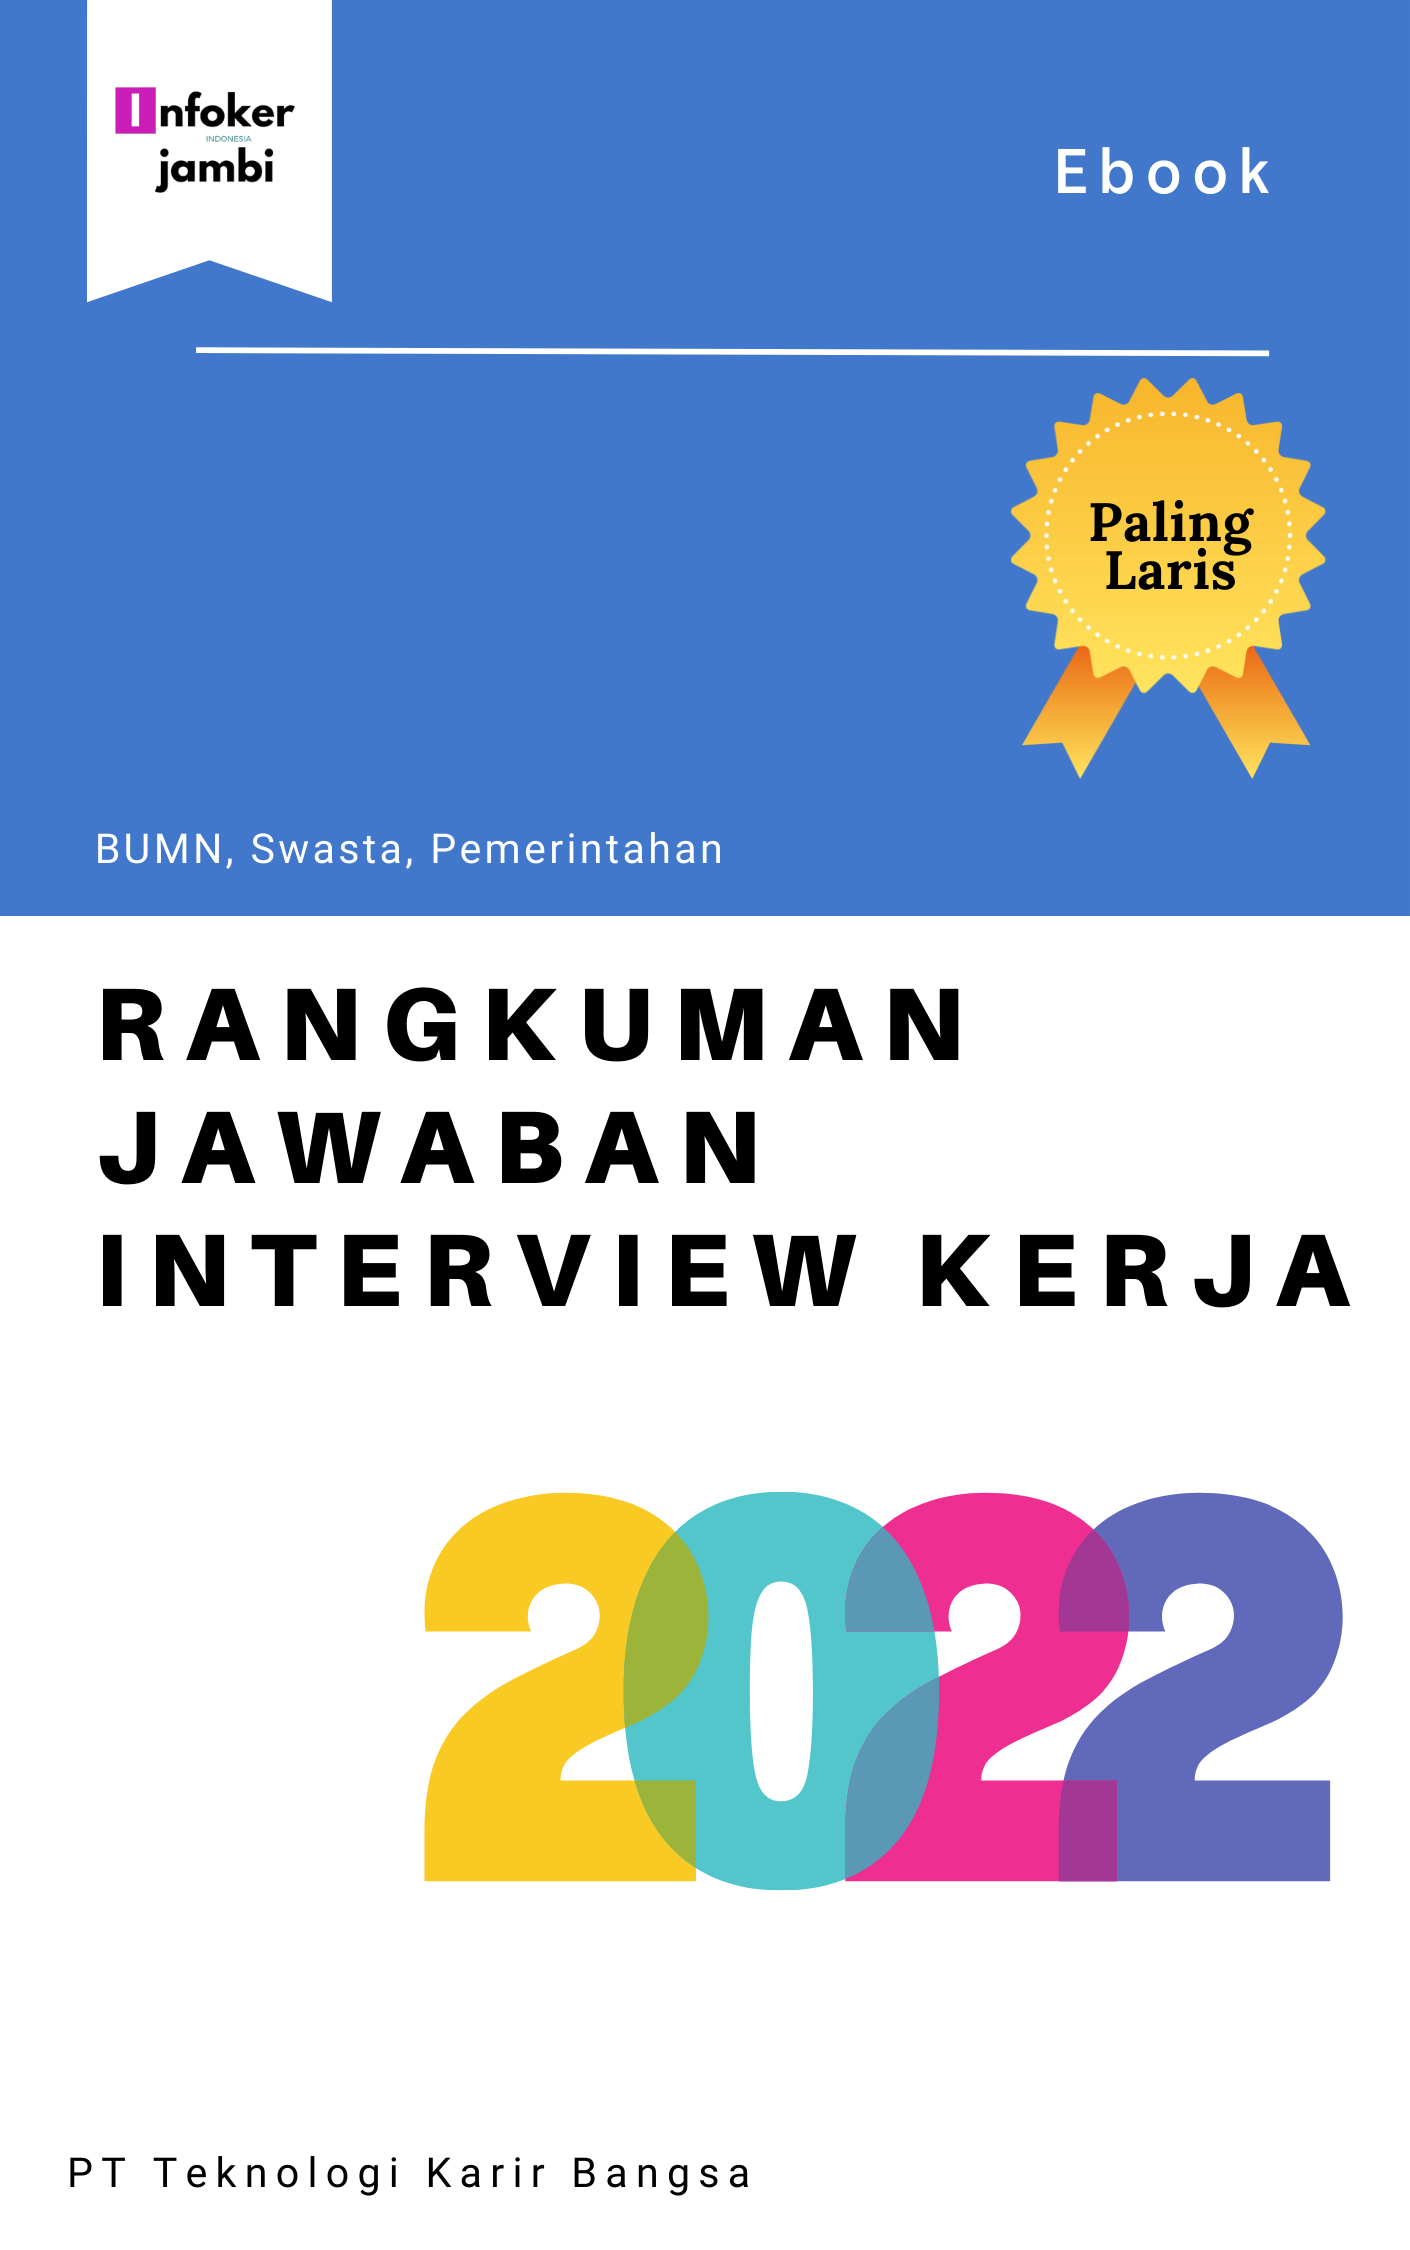 Infoker
INDONESIA
jambi
Ebook
Paling
Laris
BUMN, Swasta, Pemerintahan
RANGKUMAN
JAWABAN
INTERVIEW KERJA
2022
PT Teknologi Karir Bangsa